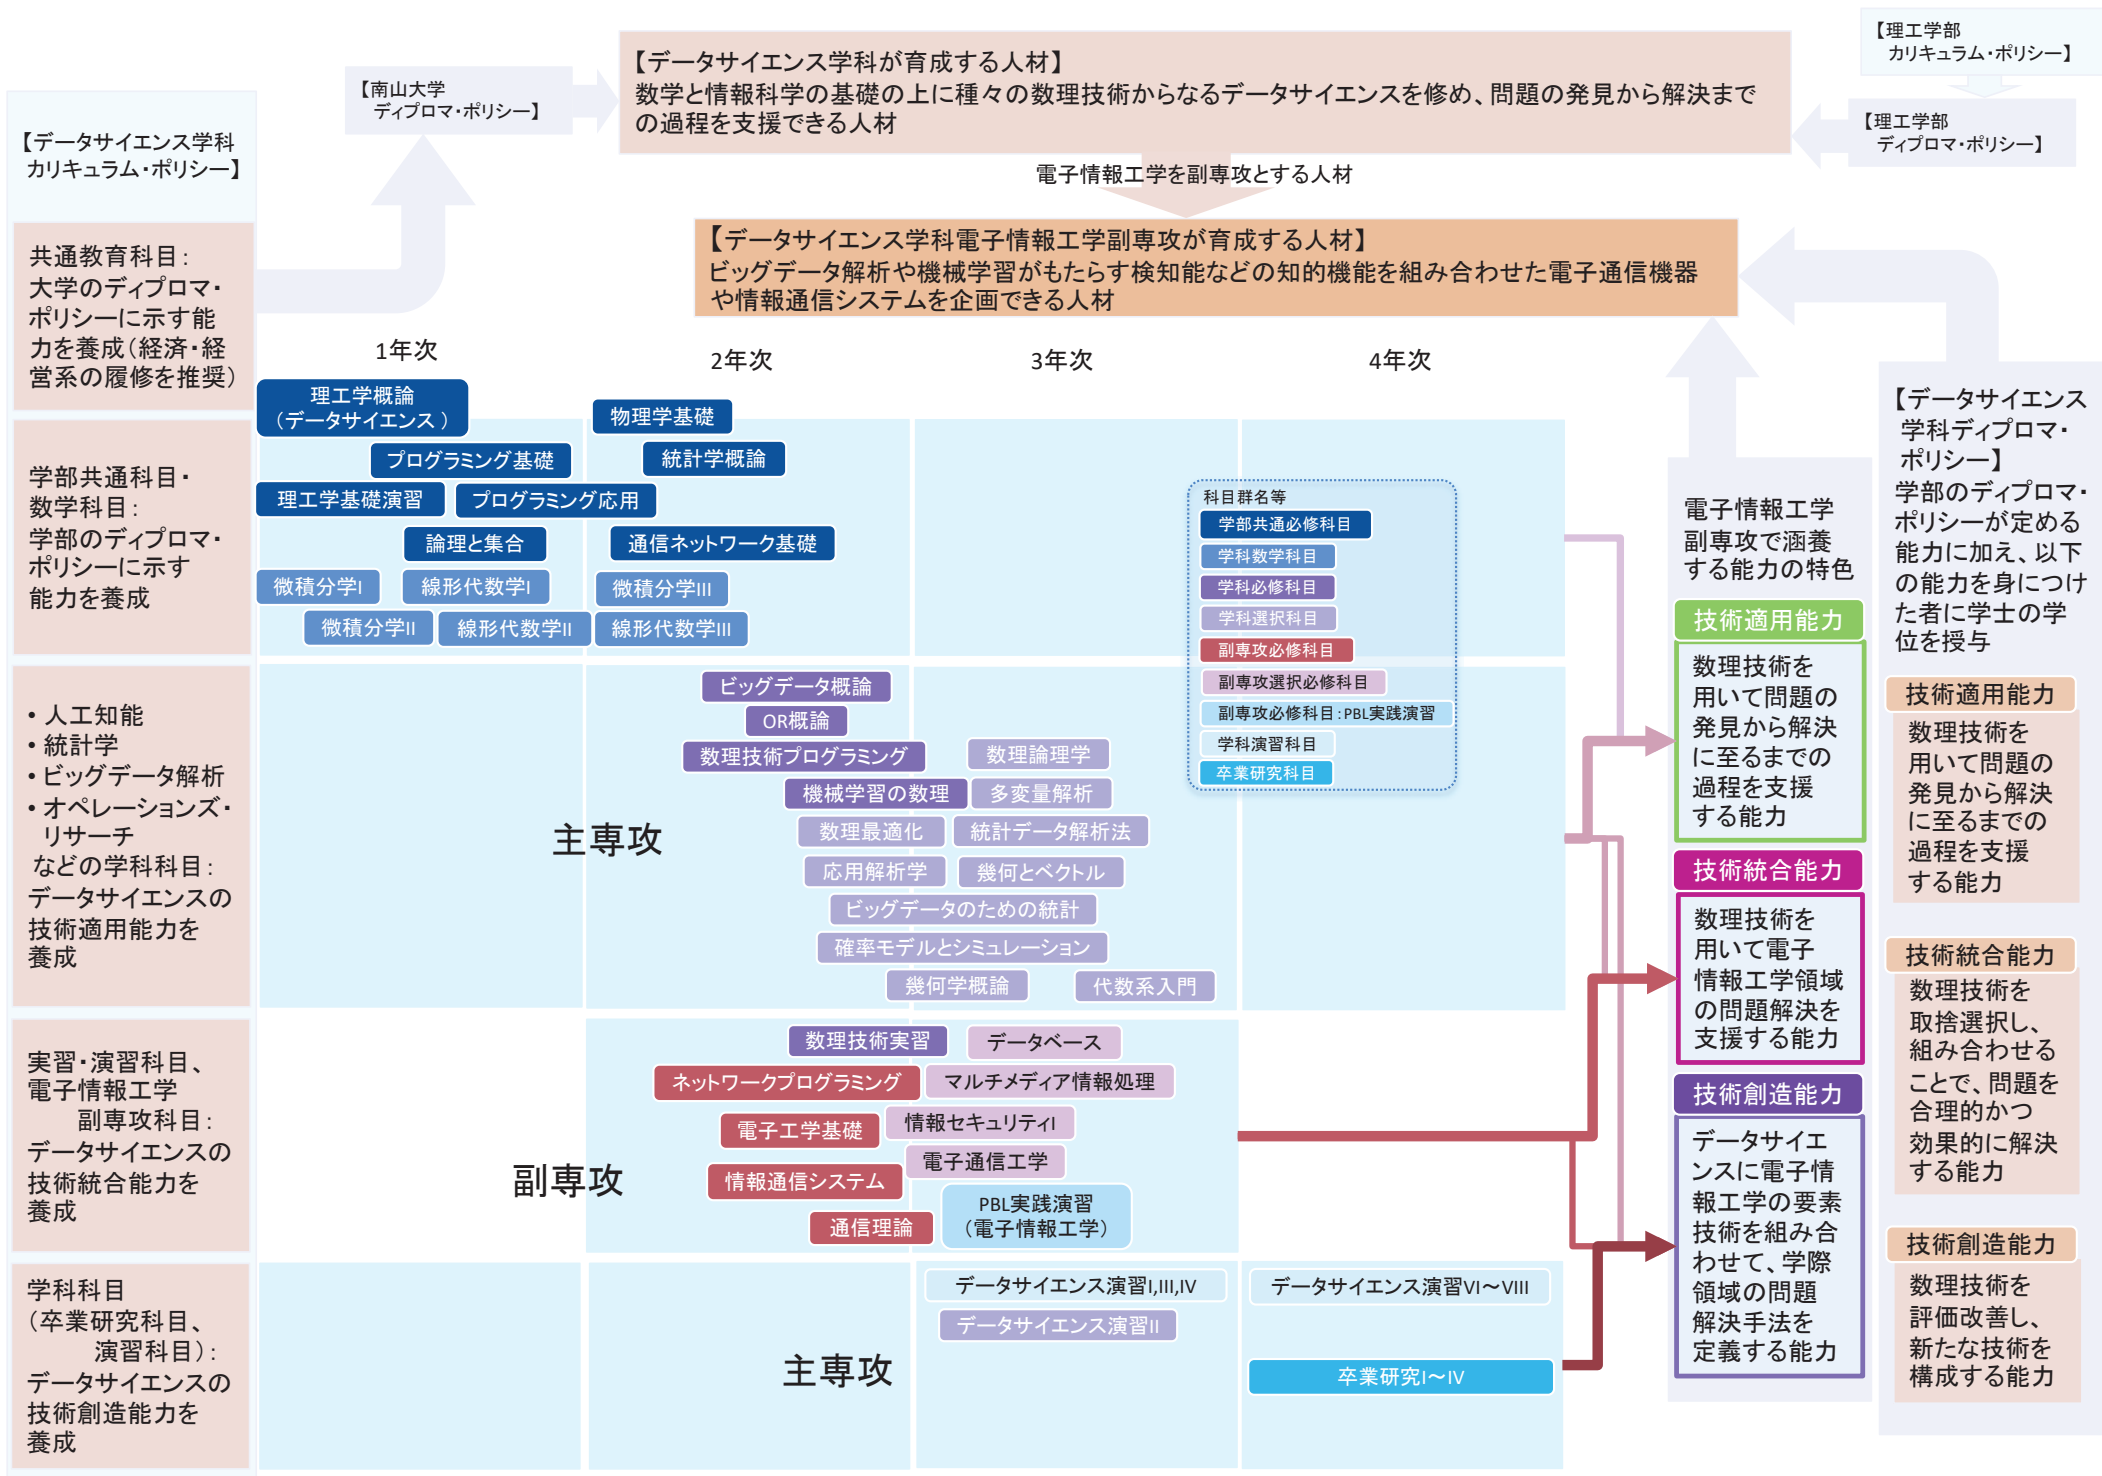 【理工学部
カリキュラム・ポリシー】
【データサイエンス学科が育成する人材】
数学と情報科学の基礎の上に種々の数理技術からなるデータサイエンスを修め、問題の発見から解決まで
の過程を支援できる人材
【南山大学
ディプロマ・ポリシー】
【理工学部
ディプロマ・ポリシー】
【データサイエンス学科
カリキュラム・ポリシー】
電子情報工学を副専攻とする人材
【データサイエンス学科電子情報工学副専攻が育成する人材】
ビッグデータ解析や機械学習がもたらす検知能などの知的機能を組み合わせた電子通信機器
や情報通信システムを企画できる人材
共通教育科目：
大学のディプロマ・
ポリシーに示す能
力を養成（経済・経
営系の履修を推奨）
1年次
2年次
3年次
4年次
学部共通科目・
数学科目：
学部のディプロマ・
ポリシーに示す
能力を養成
理工学概論
（データサイエンス）
物理学基礎
プログラミング基礎
統計学概論
理工学基礎演習
プログラミング応用
論理と集合
通信ネットワーク基礎
微積分学I
線形代数学I
微積分学III
微積分学II
線形代数学II
線形代数学III
科目群名等
学部共通必修科目
学科数学科目
学科必修科目
学科選択科目
副専攻必修科目
副専攻選択必修科目
副専攻必修科目：PBL実践演習
学科演習科目
卒業研究科目
・人工知能
・統計学
・ビッグデータ解析
・オペレーションズ・
リサーチ
などの学科科目：
データサイエンスの
技術適用能力を
養成
主専攻
ビッグデータ概論
OR概論
数理技術プログラミング
数理論理学
機械学習の数理
多変量解析
数理最適化
統計データ解析法
応用解析学
幾何とベクトル
ビッグデータのための統計
確率モデルとシミュレーション
幾何学概論
代数系入門
実習・演習科目、
電子情報工学
副専攻科目：
データサイエンスの
技術統合能力を
養成
副専攻
数理技術実習
データベース
ネットワークプログラミング
マルチメディア情報処理
電子工学基礎
情報セキュリティI
電子通信工学
情報通信システム
PBL実践演習
（電子情報工学）
通信理論
学科科目
（卒業研究科目、
演習科目）：
データサイエンスの
技術創造能力を
養成
主専攻
データサイエンス演習I,III,IV
データサイエンス演習VI～VIII
データサイエンス演習II
卒業研究I～IV
電子情報工学
副専攻で涵養
する能力の特色
技術適用能力
数理技術を
用いて問題の
発見から解決
に至るまでの
過程を支援
する能力
技術統合能力
数理技術を
用いて電子
情報工学領域
の問題解決を
支援する能力
技術創造能力
データサイエ
ンスに電子情
報工学の要素
技術を組み合
わせて、学際
領域の問題
解決手法を
定義する能力
【データサイエンス
学科ディプロマ・
ポリシー】
学部のディプロマ・
ポリシーが定める
能力に加え、以下
の能力を身につけ
た者に学士の学
位を授与
技術適用能力
数理技術を
用いて問題の
発見から解決
に至るまでの
過程を支援
する能力
技術統合能力
数理技術を
取捨選択し、
組み合わせる
ことで、問題を
合理的かつ
効果的に解決
する能力
技術創造能力
数理技術を
評価改善し、
新たな技術を
構成する能力